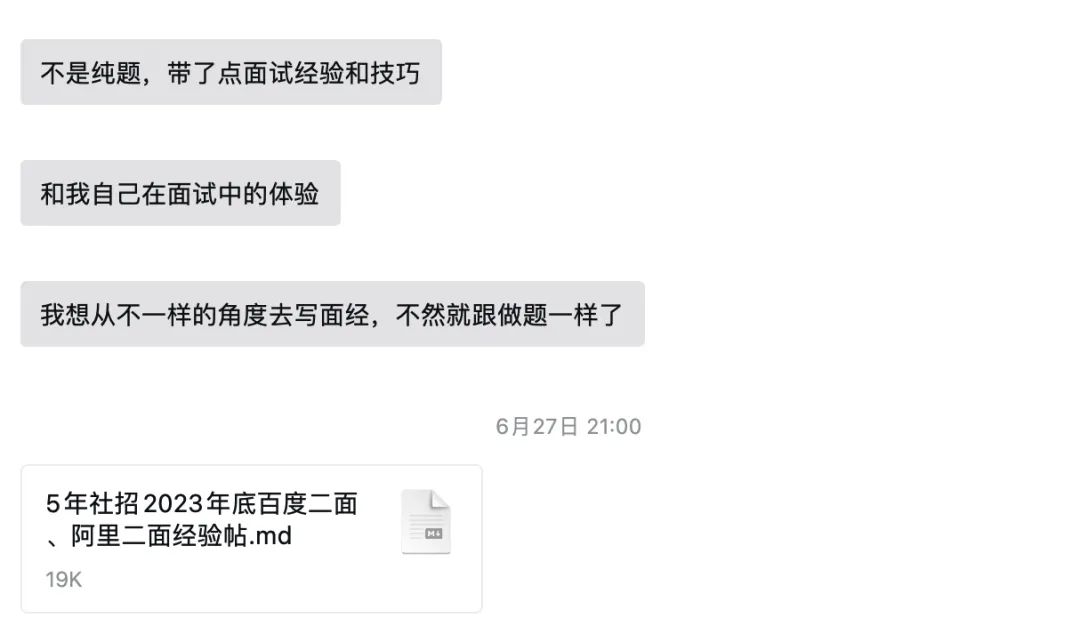 不是纯题，带了点面试经验和技巧
和我自己在面试中的体验
我想从不一样的角度去写面经，不然就跟做题一样了
6月27日 21:00
5年社招2023年底百度二面
、阿里二面经验帖.md
M↓
19K